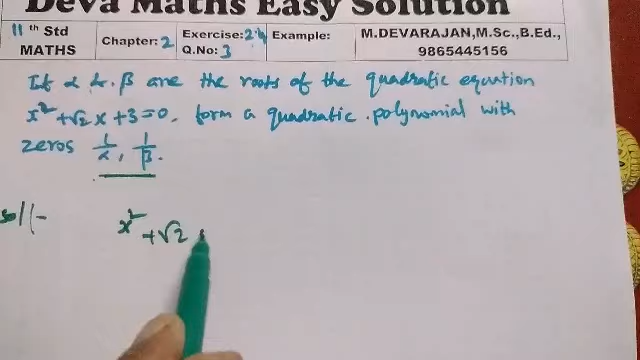 Deva Maths Easy Solution
11th Std MATHS Chapter: 2 Exercise: 2.4 Q.No: 3 Example: M.DEVARAJAN,M.Sc.,B.Ed., 9865445156
If α & β are the roots of the quadratic equation
x² + √2 x + 3 = 0, form a quadratic polynomial with
zeros 1/α, 1/β.
Sol:-
x² + √2